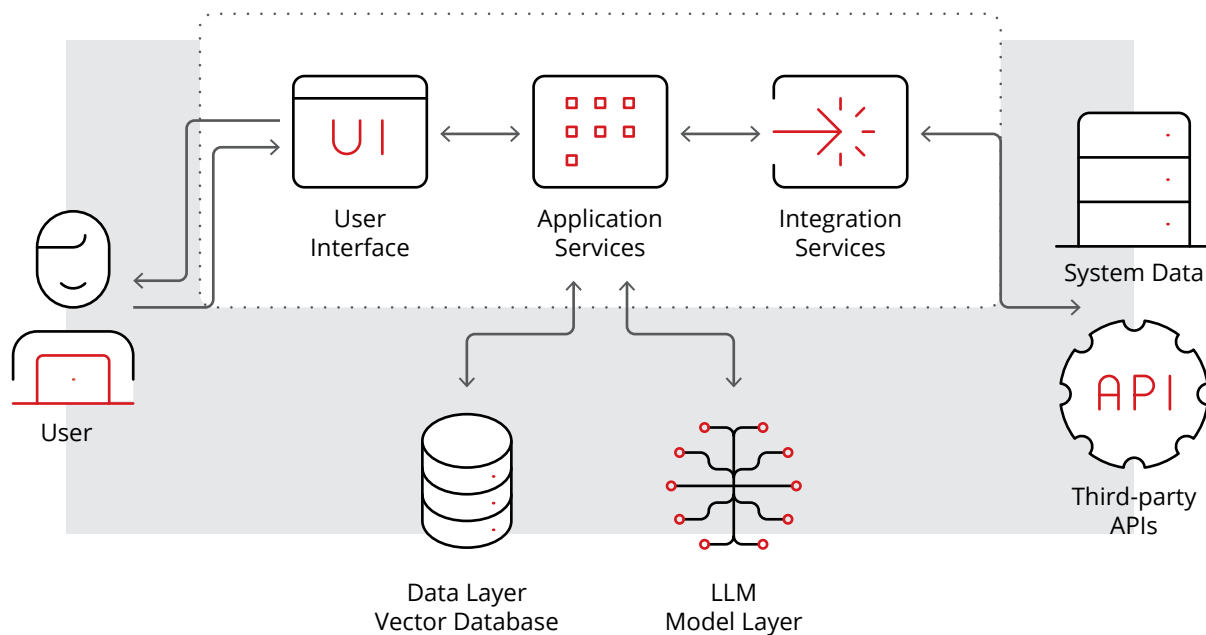 UI
User
Interface
Application
Services
Integration
Services
System Data
User
API
Third-party
APIs
Data Layer
Vector Database
LLM
Model Layer